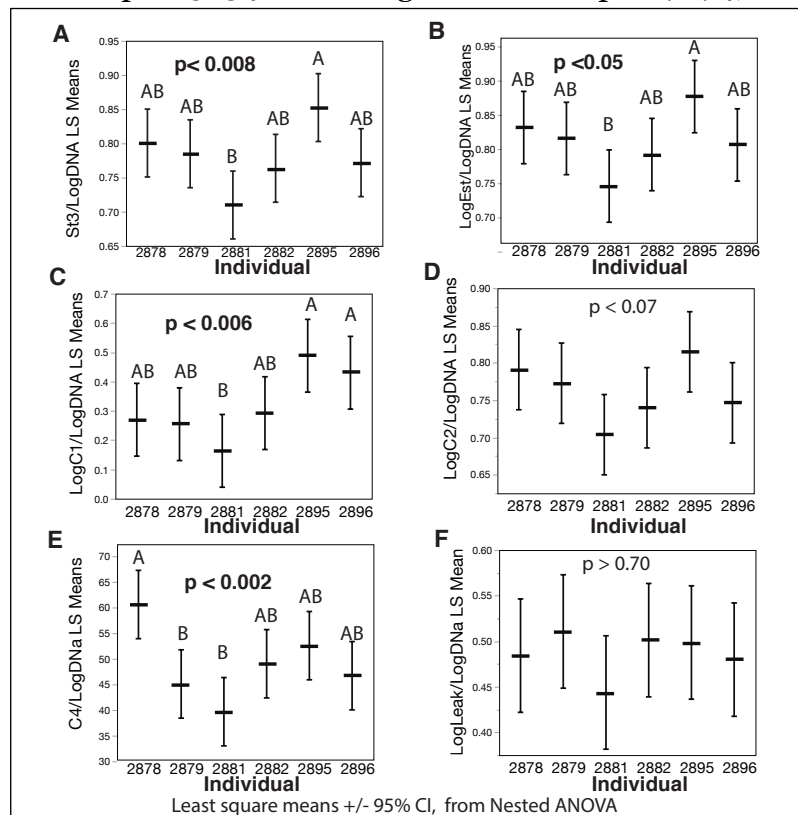 A
p< 0.008
St3/LogDNA LS Means
0.95
0.90
0.85
0.80
0.75
0.70
0.65
AB AB B AB A AB
2878 2879 2881 2882 2895 2896
Individual
B
p <0.05
LogEst/LogDNA LS Means
0.95
0.90
0.85
0.80
0.75
0.70
AB AB B AB A AB
2878 2879 2881 2882 2895 2896
Individual
C
p < 0.006
LogC1/LogDNA LS Means
0.7
0.6
0.5
0.4
0.3
0.2
0.1
0.0
AB AB B AB A A
2878 2879 2881 2882 2895 2896
Individual
D
p < 0.07
LogC2/LogDNA LS Means
0.90
0.85
0.80
0.75
0.70
0.65
2878 2879 2881 2882 2895 2896
Individual
E
p < 0.002
C4/LogDNa LS Means
70
65
60
55
50
45
40
35
30
A B B AB AB AB
2878 2879 2881 2882 2895 2896
Individual
F
p > 0.70
LogLeak/LogDNa LS Mean
0.60
0.55
0.50
0.45
0.40
2878 2879 2881 2882 2895 2896
Individual
Least square means +/- 95% CI, from Nested ANOVA